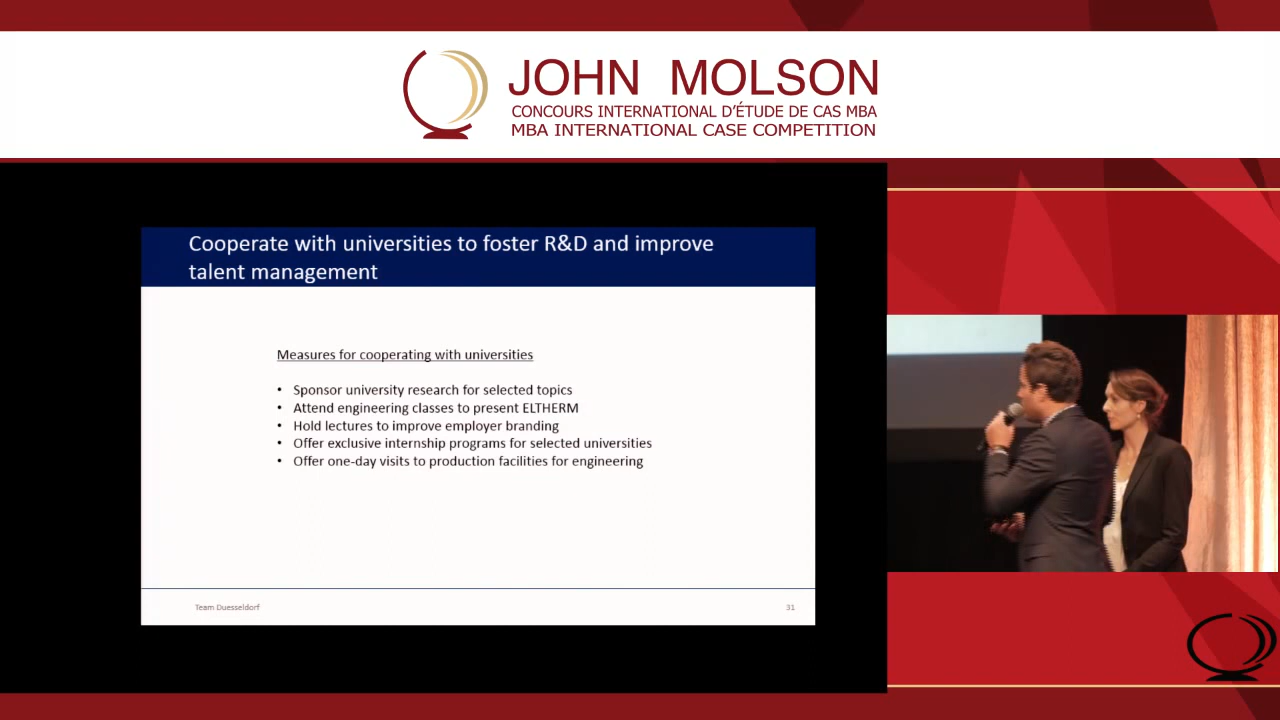 JOHN MOLSON
CONCOURS INTERNATIONAL D'ÉTUDE DE CAS MBA
MBA INTERNATIONAL CASE COMPETITION
Cooperate with universities to foster R&D and improve
talent management
Measures for cooperating with universities
• Sponsor university research for selected topics
• Attend engineering classes to present ELTHERM
• Hold lectures to improve employer branding
• Offer exclusive internship programs for selected universities
• Offer one-day visits to production facilities for engineering
Team Duesseldorf
31